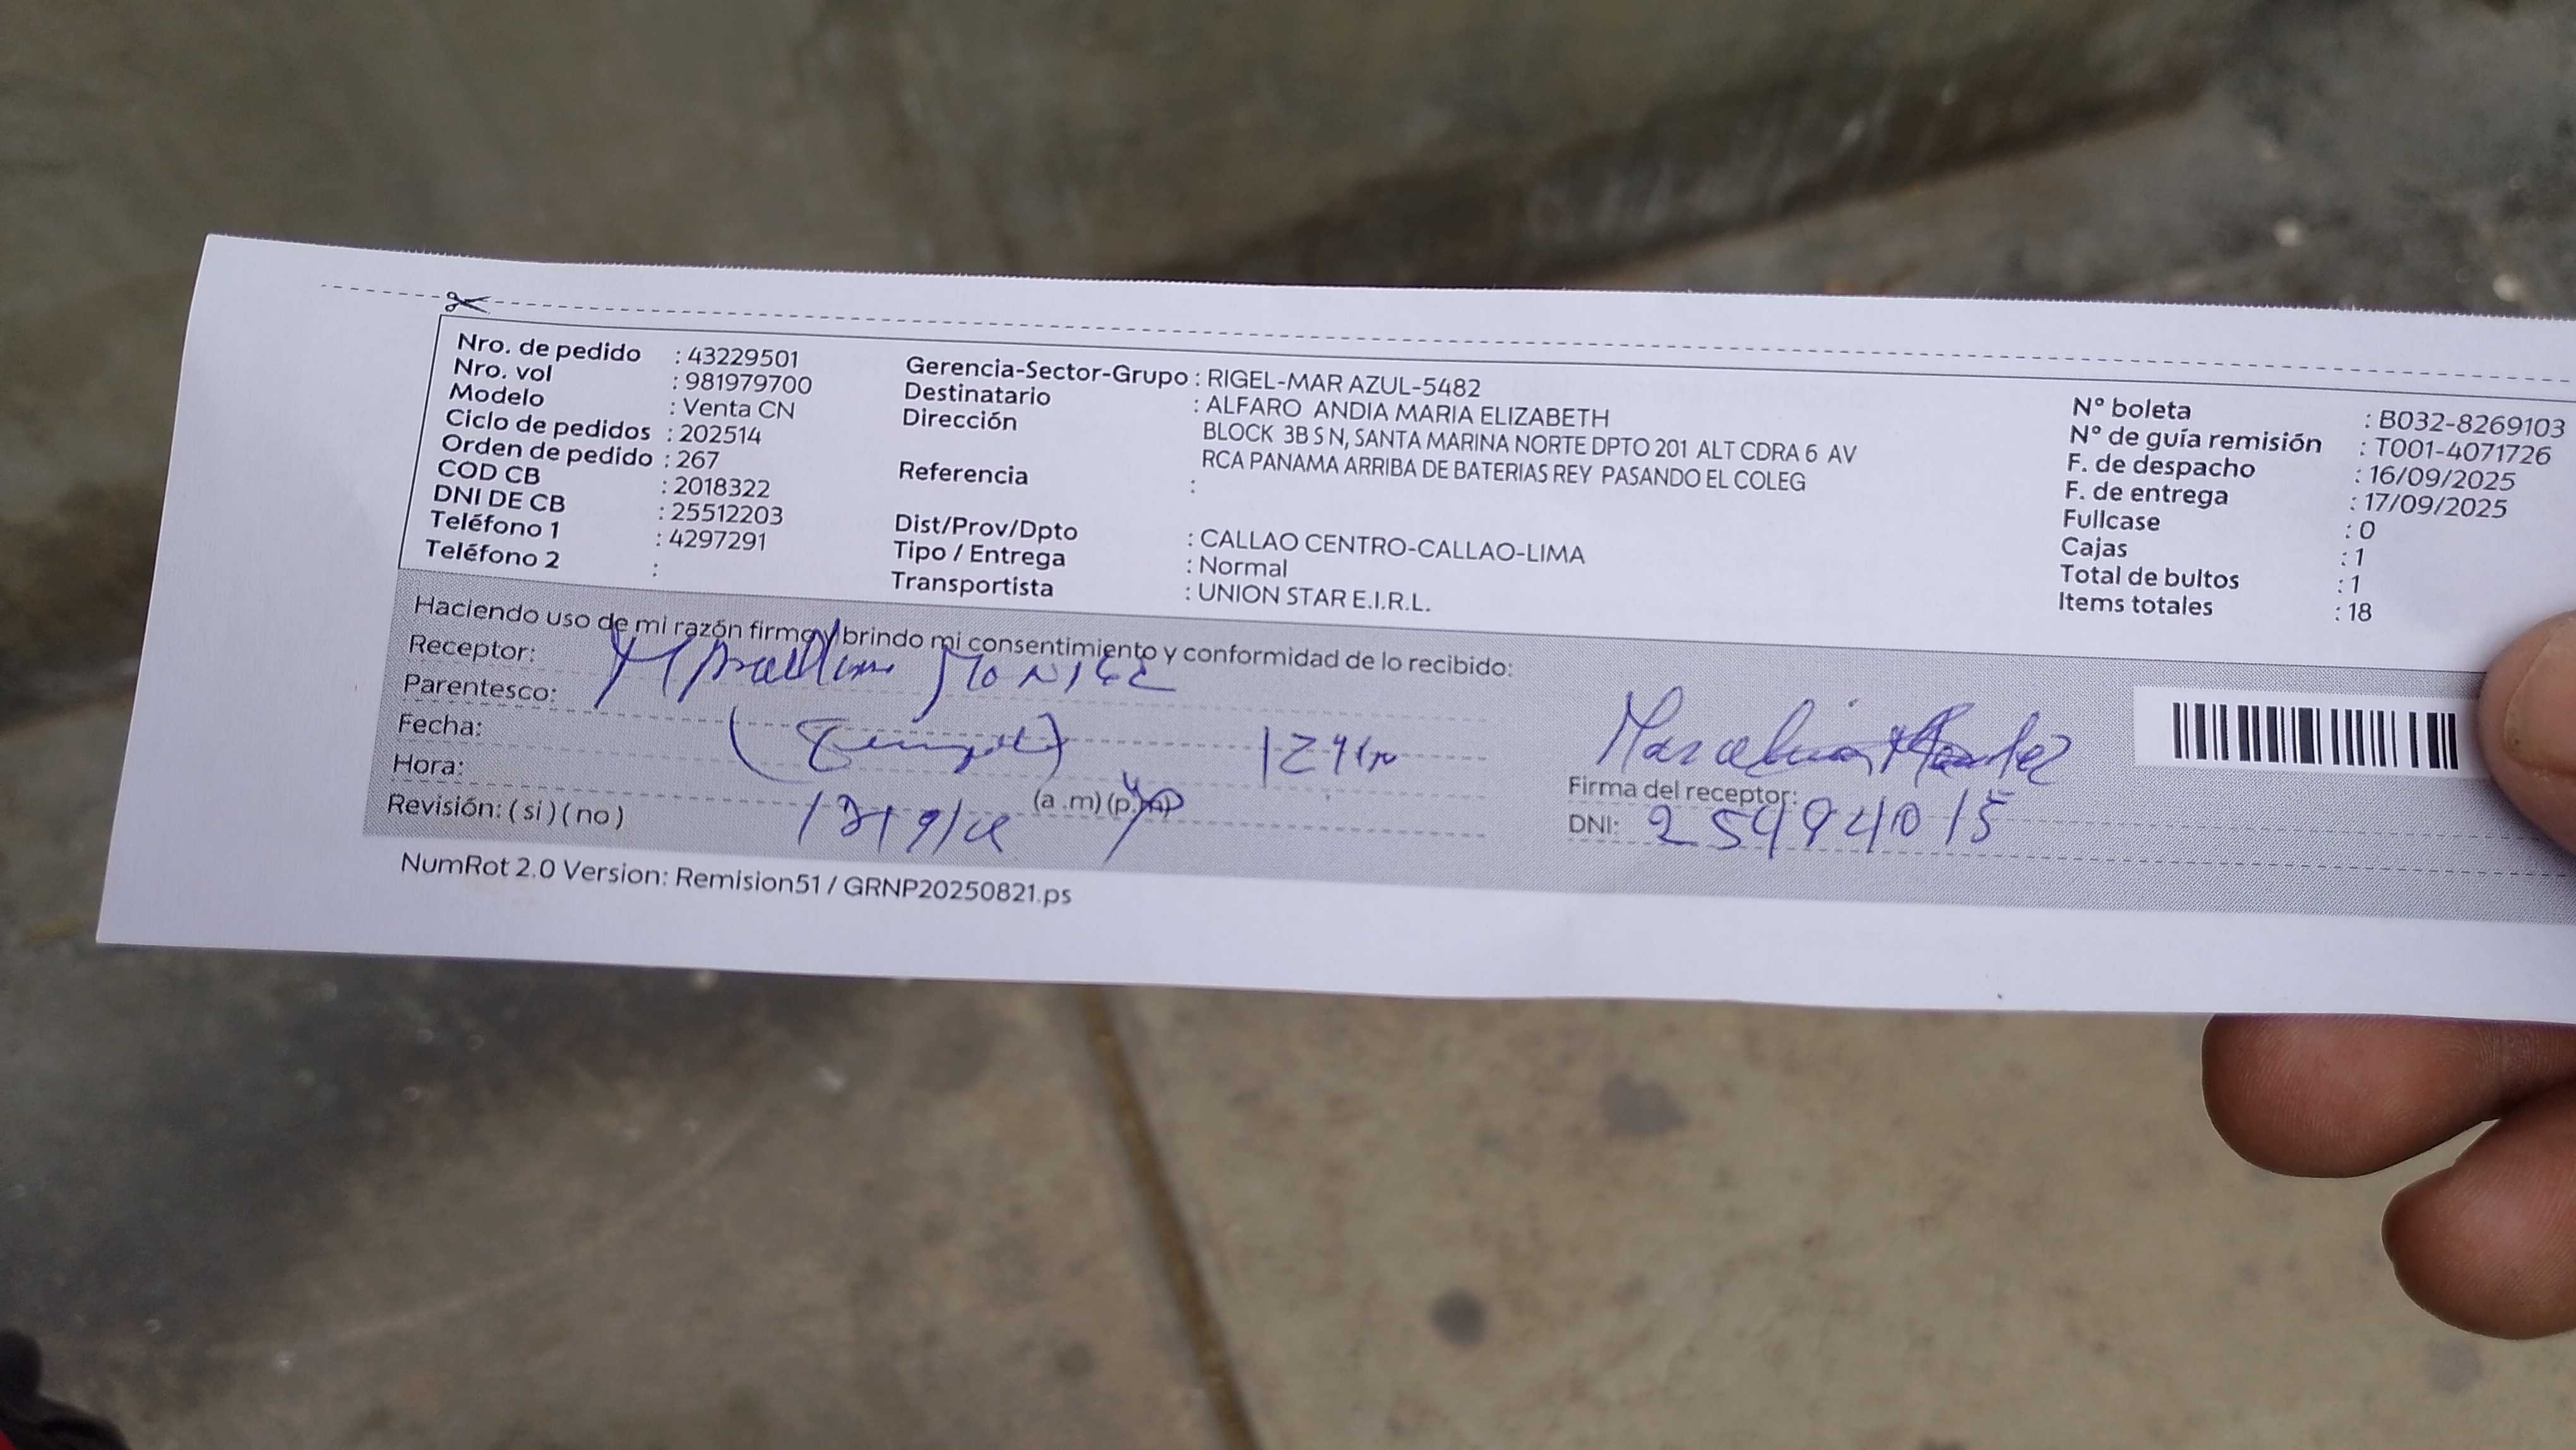 Nro. de pedido : 43229501
Nro. vol : 981979700
Modelo : Venta CN
Ciclo de pedidos : 202514
Orden de pedido : 267
COD CB : 2018322
DNI DE CB : 25512203
Teléfono 1 : 4297291
Teléfono 2 :
Gerencia-Sector-Grupo : RIGEL-MAR AZUL-5482
Destinatario : ALFARO ANDIA MARIA ELIZABETH
Dirección BLOCK 3B S N, SANTA MARINA NORTE DPTO 201 ALT CDRA 6 AV
RCA PANAMA ARRIBA DE BATERIAS REY PASANDO EL COLEG
Referencia :
Dist/Prov/Dpto : CALLAO CENTRO-CALLAO-LIMA
Tipo / Entrega : Normal
Transportista : UNION STAR E.I.R.L.
N° boleta : B032-8269103
N° de guía remisión : T001-4071726
F. de despacho : 16/09/2025
F. de entrega : 17/09/2025
Fullcase : 0
Cajas : 1
Total de bultos : 1
Items totales : 18
Haciendo uso de mi razón firmo y brindo mi consentimiento y conformidad de lo recibido:
Receptor:
Parentesco:
Fecha:
Hora: (a.m) (p.m)
Revisión: ( si ) ( no )
Firma del receptor:
DNI: 25994015
NumRot 2.0 Version: Remision51 / GRNP20250821.ps